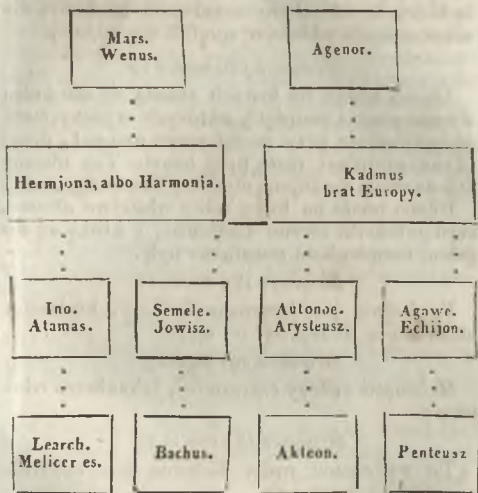 Mars.
Wenus.
Agenor.
Hermjona, albo Harmonja.
Kadmus
brat Europy.
Ino.
Atamas.
Semele.
Jowisz.
Autonoe.
Arysteusz.
Agawe.
Echijon.
Learch.
Melicer es.
Bachus.
Akteon.
Penteusz